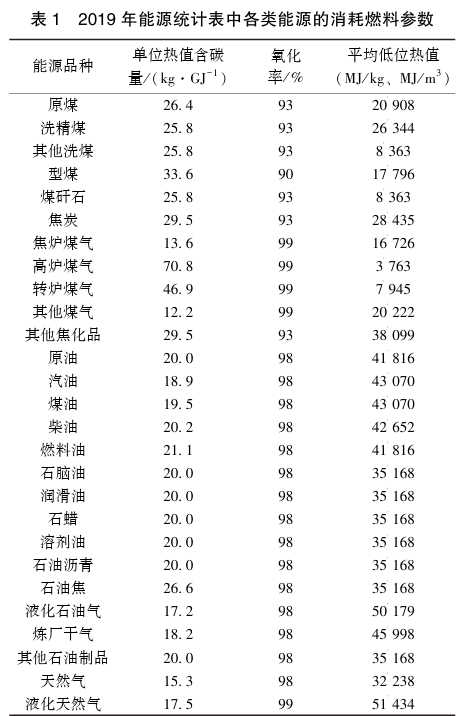 表 1 2019 年能源统计表中各类能源的消耗燃料参数
能源品种 单位热值含碳量/(kg·GJ⁻¹) 氧化率/% 平均低位热值(MJ/kg、MJ/m³)
原煤 26.4 93 20 908
洗精煤 25.8 93 26 344
其他洗煤 25.8 93 8 363
型煤 33.6 90 17 796
煤矸石 25.8 93 8 363
焦炭 29.5 93 28 435
焦炉煤气 13.6 99 16 726
高炉煤气 70.8 99 3 763
转炉煤气 46.9 99 7 945
其他煤气 12.2 99 20 222
其他焦化品 29.5 93 38 099
原油 20.0 98 41 816
汽油 18.9 98 43 070
煤油 19.5 98 43 070
柴油 20.2 98 42 652
燃料油 21.1 98 41 816
石脑油 20.0 98 35 168
润滑油 20.0 98 35 168
石蜡 20.0 98 35 168
溶剂油 20.0 98 35 168
石油沥青 20.0 98 35 168
石油焦 26.6 98 35 168
液化石油气 17.2 98 50 179
炼厂干气 18.2 98 45 998
其他石油制品 20.0 98 35 168
天然气 15.3 98 32 238
液化天然气 17.5 99 51 434